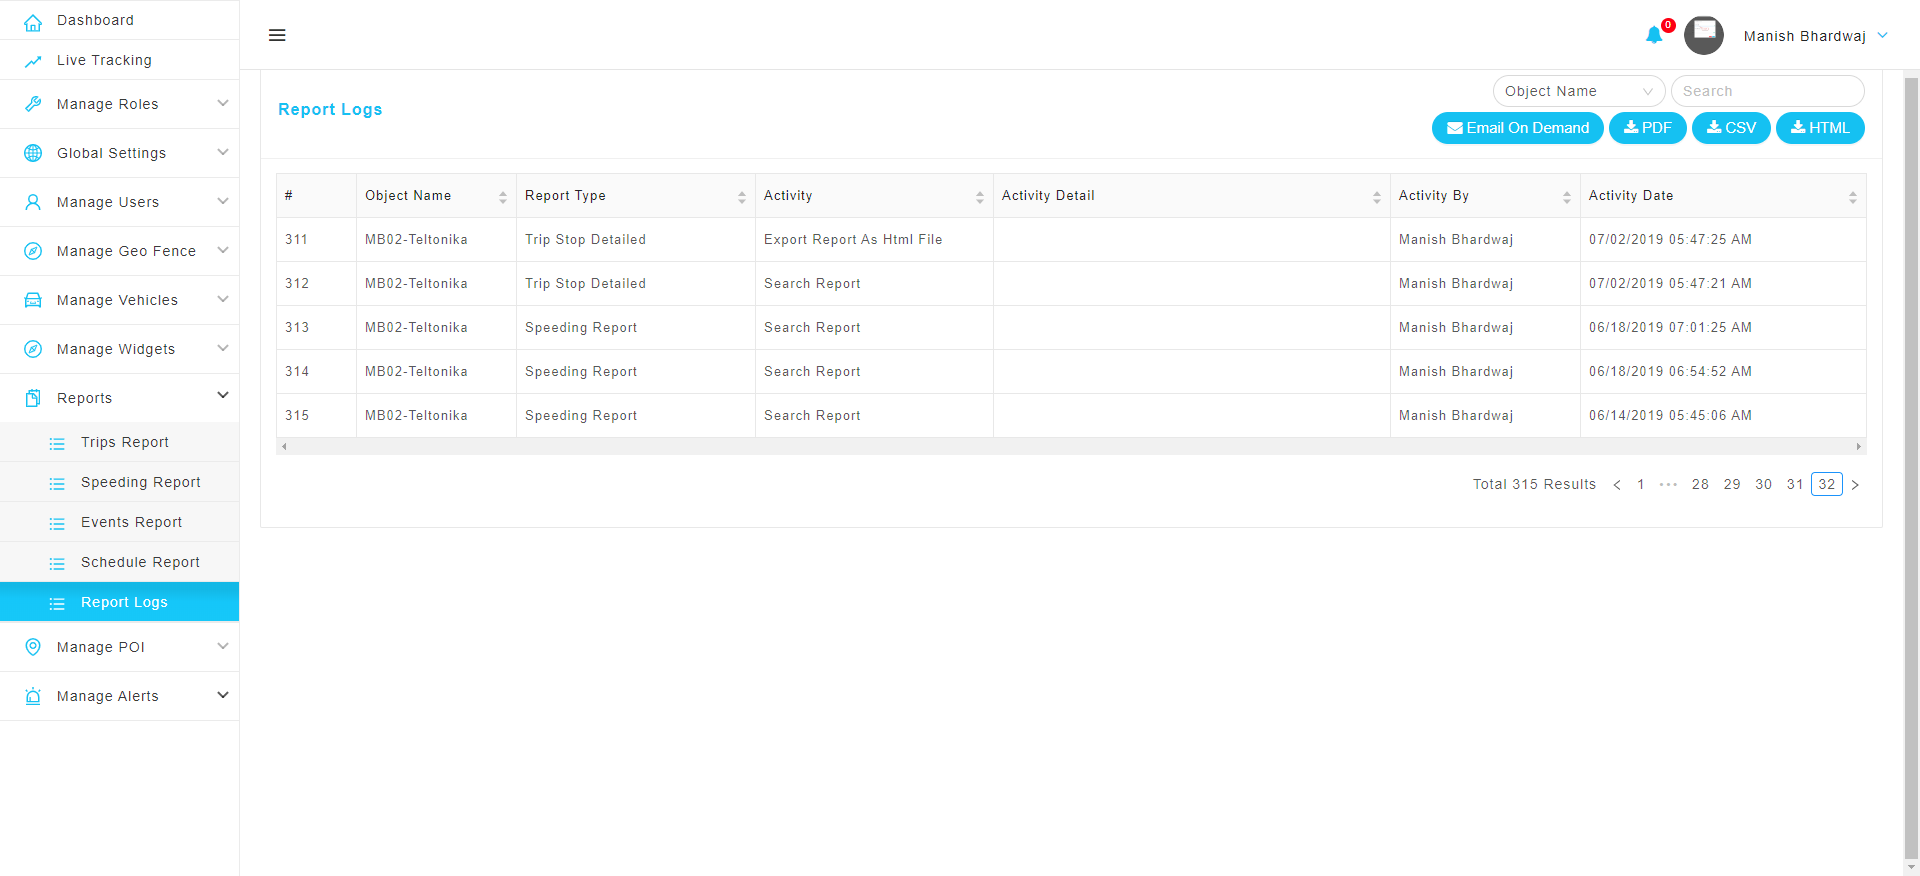 Dashboard
Live Tracking
Manage Roles
Global Settings
Manage Users
Manage Geo Fence
Manage Vehicles
Manage Widgets
Reports
Trips Report
Speeding Report
Events Report
Schedule Report
Report Logs
Manage POI
Manage Alerts
0
Manish Bhardwaj
Report Logs
Object Name
Search
Email On Demand
PDF
CSV
HTML
# Object Name Report Type Activity Activity Detail Activity By Activity Date
311 MB02-Teltonika Trip Stop Detailed Export Report As Html File Manish Bhardwaj 07/02/2019 05:47:25 AM
312 MB02-Teltonika Trip Stop Detailed Search Report Manish Bhardwaj 07/02/2019 05:47:21 AM
313 MB02-Teltonika Speeding Report Search Report Manish Bhardwaj 06/18/2019 07:01:25 AM
314 MB02-Teltonika Speeding Report Search Report Manish Bhardwaj 06/18/2019 06:54:52 AM
315 MB02-Teltonika Speeding Report Search Report Manish Bhardwaj 06/14/2019 05:45:06 AM
Total 315 Results < 1 ••• 28 29 30 31 32 >